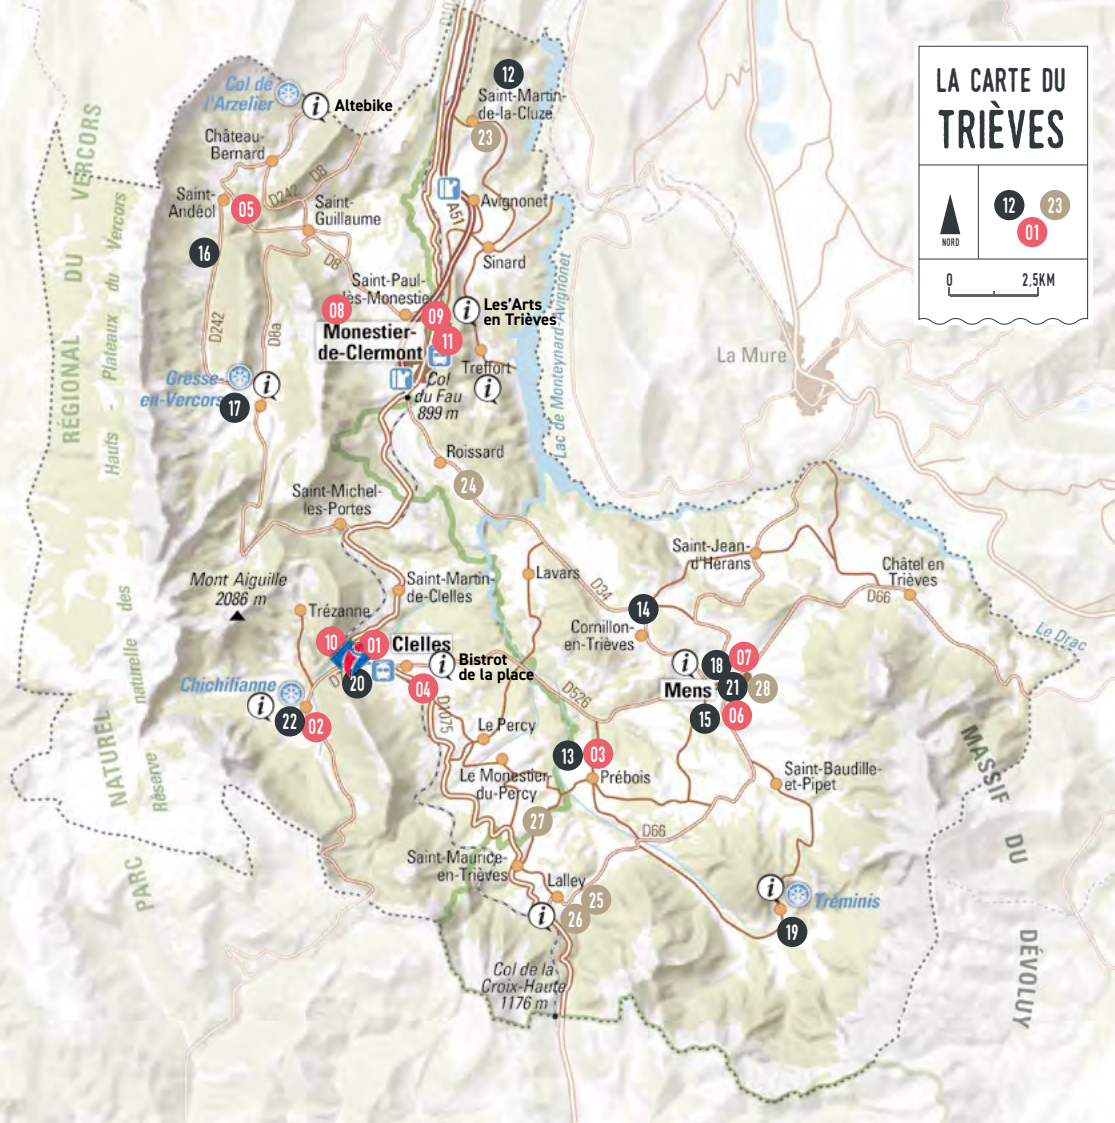 LA CARTE DU
TRIÈVES
NORD
12
23
01
0
2,5KM
Col de
l'Arzelier
i
Altebike
Château-
Bernard
12
Saint-Martin-
de-la-Cluze
23
Saint-
Andéol
05
D242
D8
Saint-
Guillaume
16
D8
A51
Avignonet
Sinard
Saint-Paul-
lès-Monestier
08
09
11
Monestier-
de-Clermont
i
Les'Arts
en Trièves
Treffort
i
Col
du Fau
899 m
D242
D8a
Gresse-
en-Vercors
i
17
Lac de Monteynard-Avignonet
La Mure
Roissard
24
Saint-Michel-
les-Portes
Mont Aiguille
2086 m
Trézanne
Saint-Martin-
de-Clelles
Lavars
D34
14
Cornillon-
en-Trièves
Saint-Jean-
d'Hérans
Châtel en
Trièves
D66
Le Drac
10
01
Clelles
20
i
Bistrot
de la place
04
D1075
Chichilianne
i
22
02
D526
i
18
07
Mens
21
28
15
06
Le Percy
13
03
Prébois
Le Monestier-
du-Percy
27
Saint-Baudille-
et-Pipet
D66
Saint-Maurice-
en-Trièves
Lalley
25
26
i
i
Tréminis
19
Col de la
Croix-Haute
1176 m
PARC NATUREL RÉGIONAL DU VERCORS
Réserve naturelle des Hauts - Plateaux du Vercors
MASSIF DU DÉVOLUY